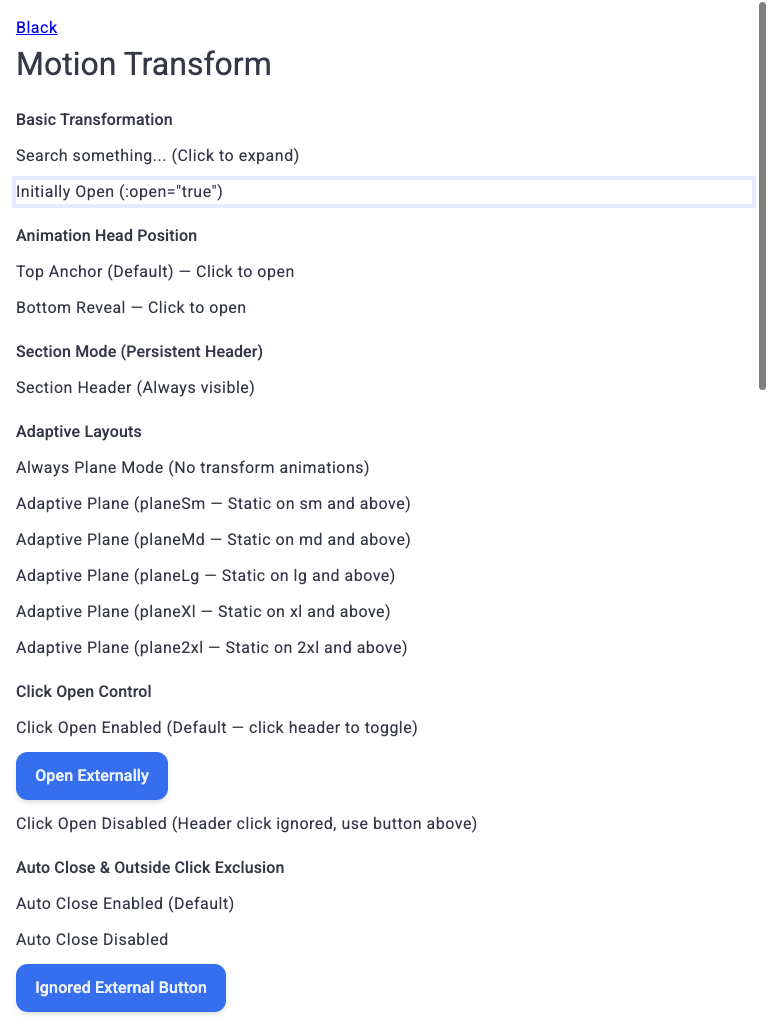 Black
Motion Transform
Basic Transformation
Search something... (Click to expand)
Initially Open (:open="true")
Animation Head Position
Top Anchor (Default) — Click to open
Bottom Reveal — Click to open
Section Mode (Persistent Header)
Section Header (Always visible)
Adaptive Layouts
Always Plane Mode (No transform animations)
Adaptive Plane (planeSm — Static on sm and above)
Adaptive Plane (planeMd — Static on md and above)
Adaptive Plane (planeLg — Static on lg and above)
Adaptive Plane (planeXl — Static on xl and above)
Adaptive Plane (plane2xl — Static on 2xl and above)
Click Open Control
Click Open Enabled (Default — click header to toggle)
Open Externally
Click Open Disabled (Header click ignored, use button above)
Auto Close & Outside Click Exclusion
Auto Close Enabled (Default)
Auto Close Disabled
Ignored External Button